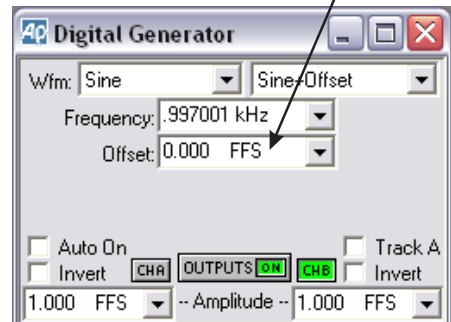 Ap Digital Generator
Wfm: Sine Sine+Offset
Frequency: .997001 kHz
Offset: 0.000 FFS
Auto On Track A
Invert CHA OUTPUTS ON CHB Invert
1.000 FFS -- Amplitude -- 1.000 FFS